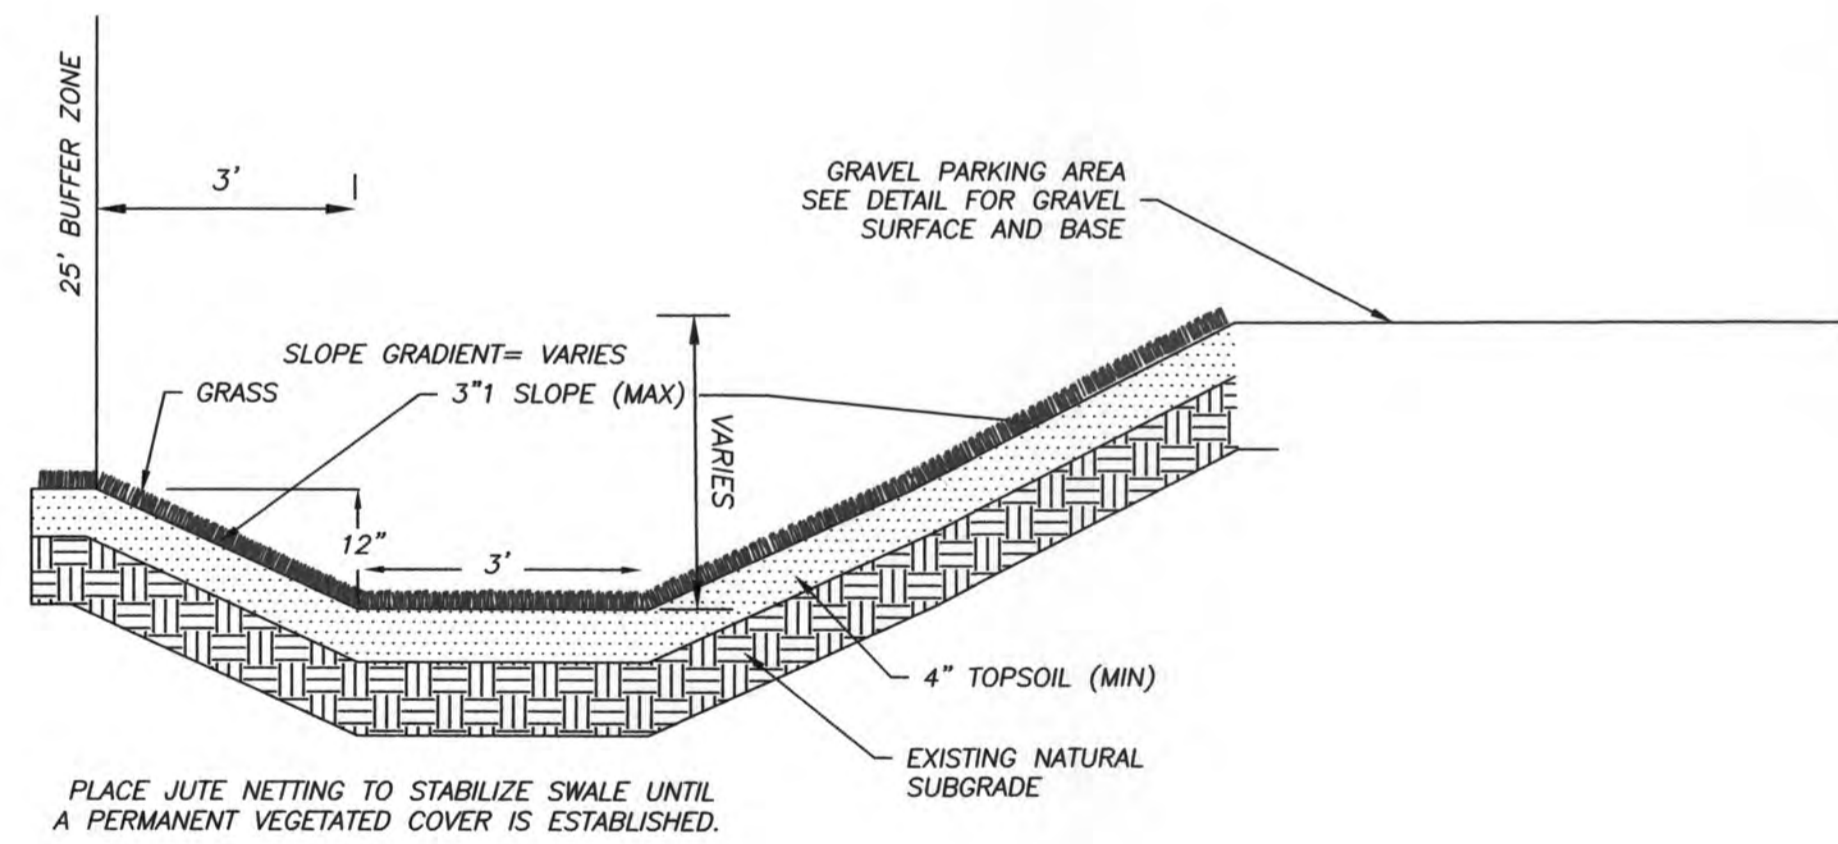 25' BUFFER ZONE
3'
GRAVEL PARKING AREA
SEE DETAIL FOR GRAVEL
SURFACE AND BASE
SLOPE GRADIENT= VARIES
GRASS
3"1 SLOPE (MAX)
VARIES
12"
3'
4" TOPSOIL (MIN)
EXISTING NATURAL
SUBGRADE
PLACE JUTE NETTING TO STABILIZE SWALE UNTIL
A PERMANENT VEGETATED COVER IS ESTABLISHED.